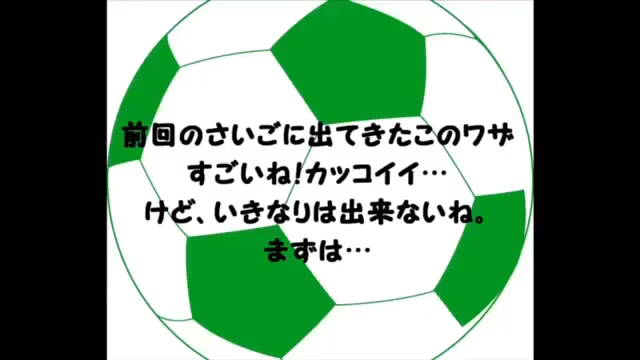 前回のさいごに出てきたこのワザ
すごいね!カッコイイ…
けど、いきなりは出来ないね。
まずは…